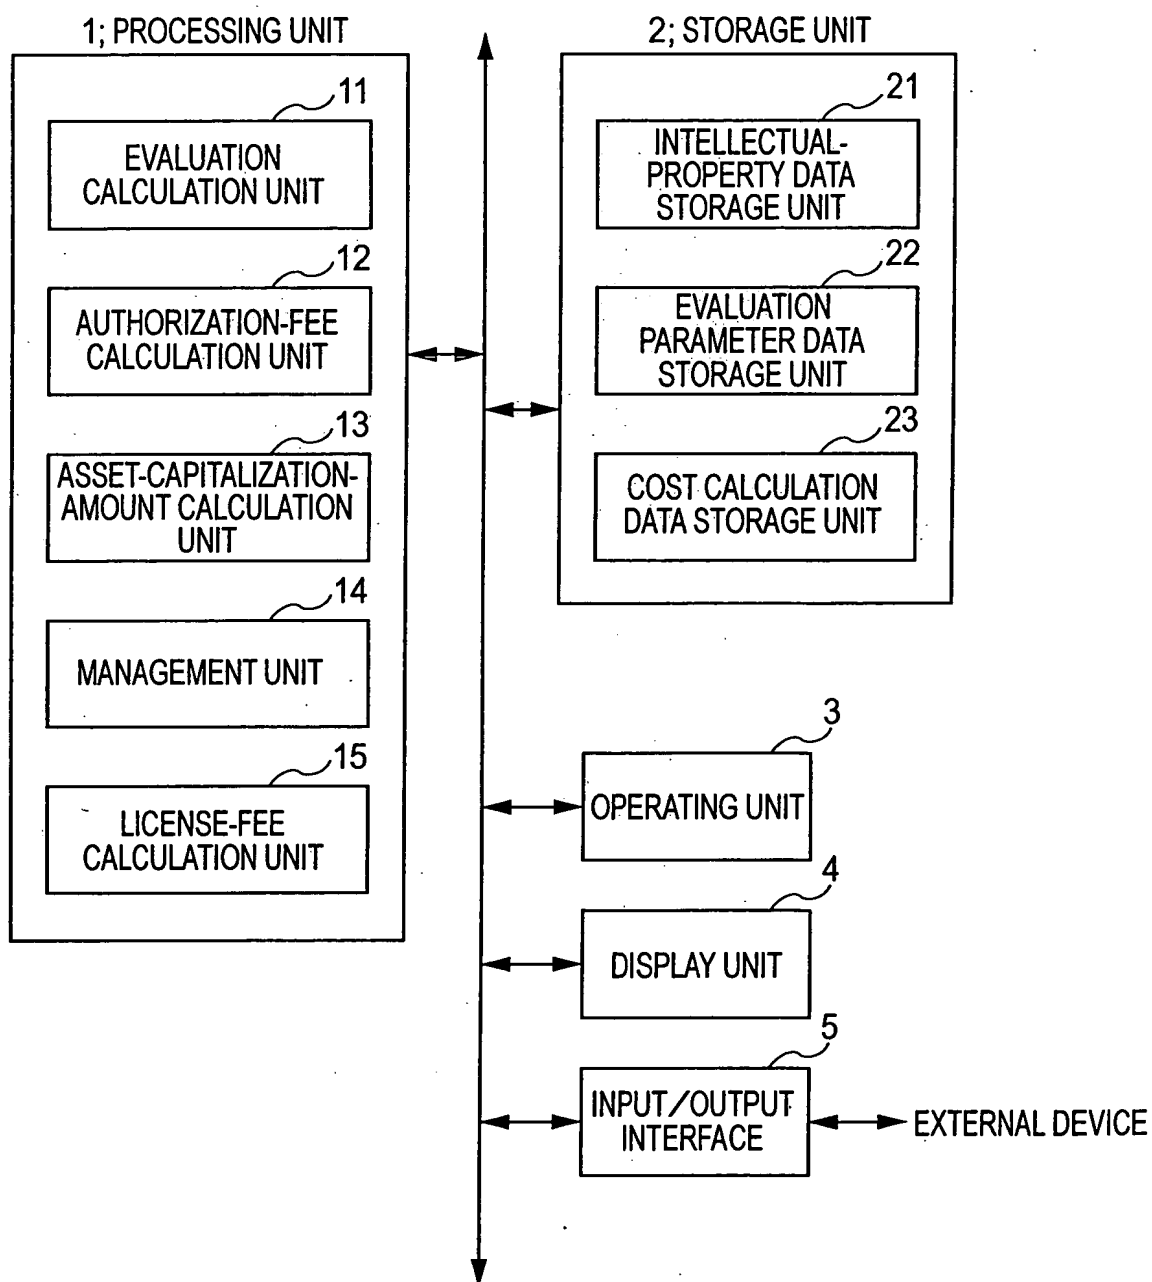 1; PROCESSING UNIT
11
EVALUATION
CALCULATION UNIT
12
AUTHORIZATION-FEE
CALCULATION UNIT
13
ASSET-CAPITALIZATION-
AMOUNT CALCULATION
UNIT
14
MANAGEMENT UNIT
15
LICENSE-FEE
CALCULATION UNIT
2; STORAGE UNIT
21
INTELLECTUAL-
PROPERTY DATA
STORAGE UNIT
22
EVALUATION
PARAMETER DATA
STORAGE UNIT
23
COST CALCULATION
DATA STORAGE UNIT
3
OPERATING UNIT
4
DISPLAY UNIT
5
INPUT/OUTPUT
INTERFACE
EXTERNAL DEVICE